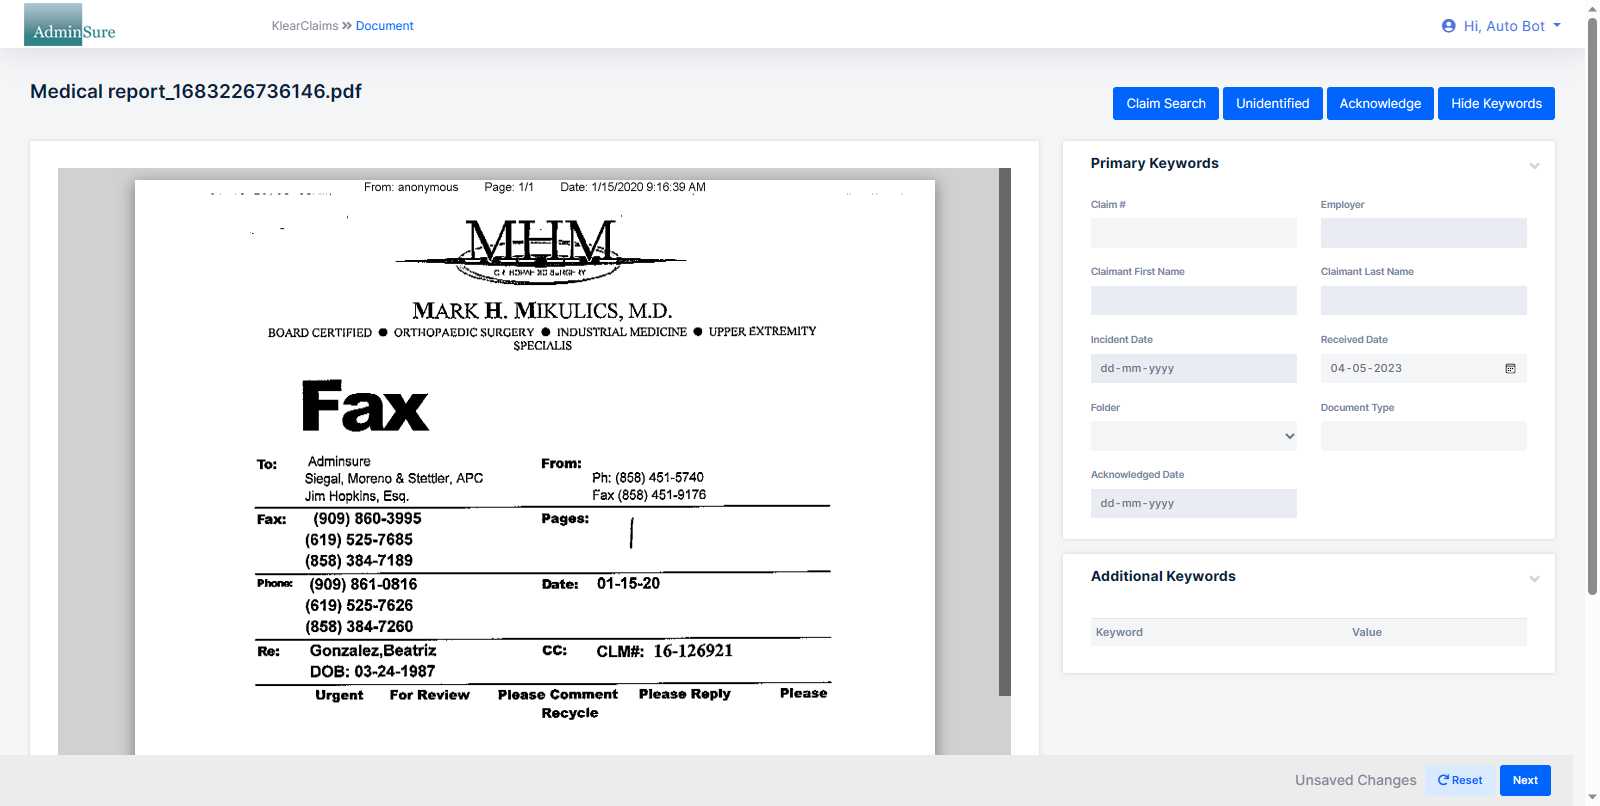 AdminSure
KlearClaims » Document
Hi, Auto Bot
Medical report_1683226736146.pdf
Claim Search
Unidentified
Acknowledge
Hide Keywords
From: anonymous Page: 1/1 Date: 1/15/2020 9:16:39 AM
MHM
MARK H. MIKULICS, M.D.
BOARD CERTIFIED ● ORTHOPAEDIC SURGERY ● INDUSTRIAL MEDICINE ● UPPER EXTREMITY
SPECIALIS
Fax
To: Adminsure From:
Siegal, Moreno & Stettler, APC Ph: (858) 451-5740
Jim Hopkins, Esq. Fax (858) 451-9176
Fax: (909) 860-3995 Pages: |
(619) 525-7685
(858) 384-7189
Phone: (909) 861-0816 Date: 01-15-20
(619) 525-7626
(858) 384-7260
Re: Gonzalez,Beatriz CC: CLM#: 16-126921
DOB: 03-24-1987
Urgent For Review Please Comment Please Reply Please
Recycle
Primary Keywords
Claim # Employer
Claimant First Name Claimant Last Name
Incident Date Received Date
dd-mm-yyyy 04-05-2023
Folder Document Type
Acknowledged Date
dd-mm-yyyy
Additional Keywords
Keyword Value
Unsaved Changes
Reset
Next